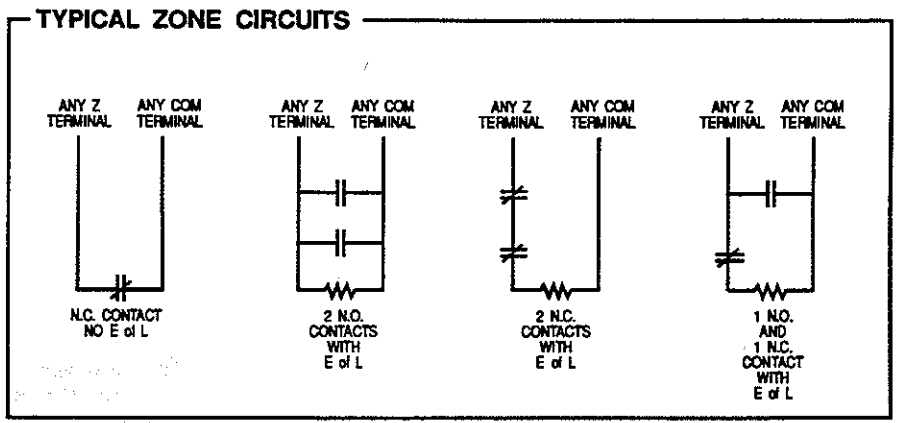 TYPICAL ZONE CIRCUITS
ANY Z TERMINAL
ANY COM TERMINAL
ANY Z TERMINAL
ANY COM TERMINAL
ANY Z TERMINAL
ANY COM TERMINAL
ANY Z TERMINAL
ANY COM TERMINAL
N.C. CONTACT
NO E of L
2 N.O.
CONTACTS
WITH
E of L
2 N.C.
CONTACTS
WITH
E of L
1 N.O.
AND
1 N.C.
CONTACT
WITH
E of L